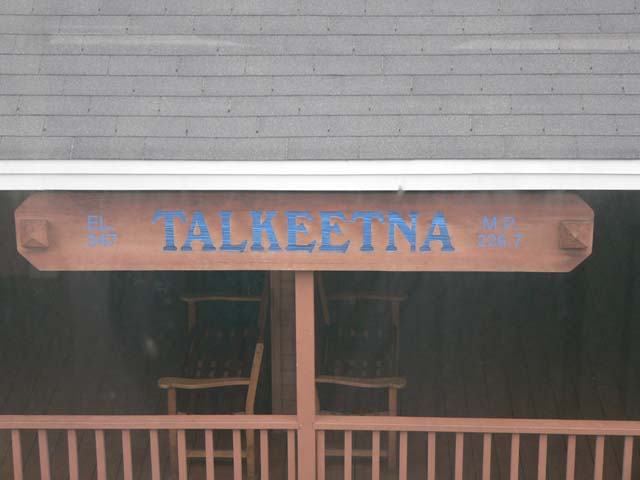 EL.
347
TALKEETNA
M.P.
226.7